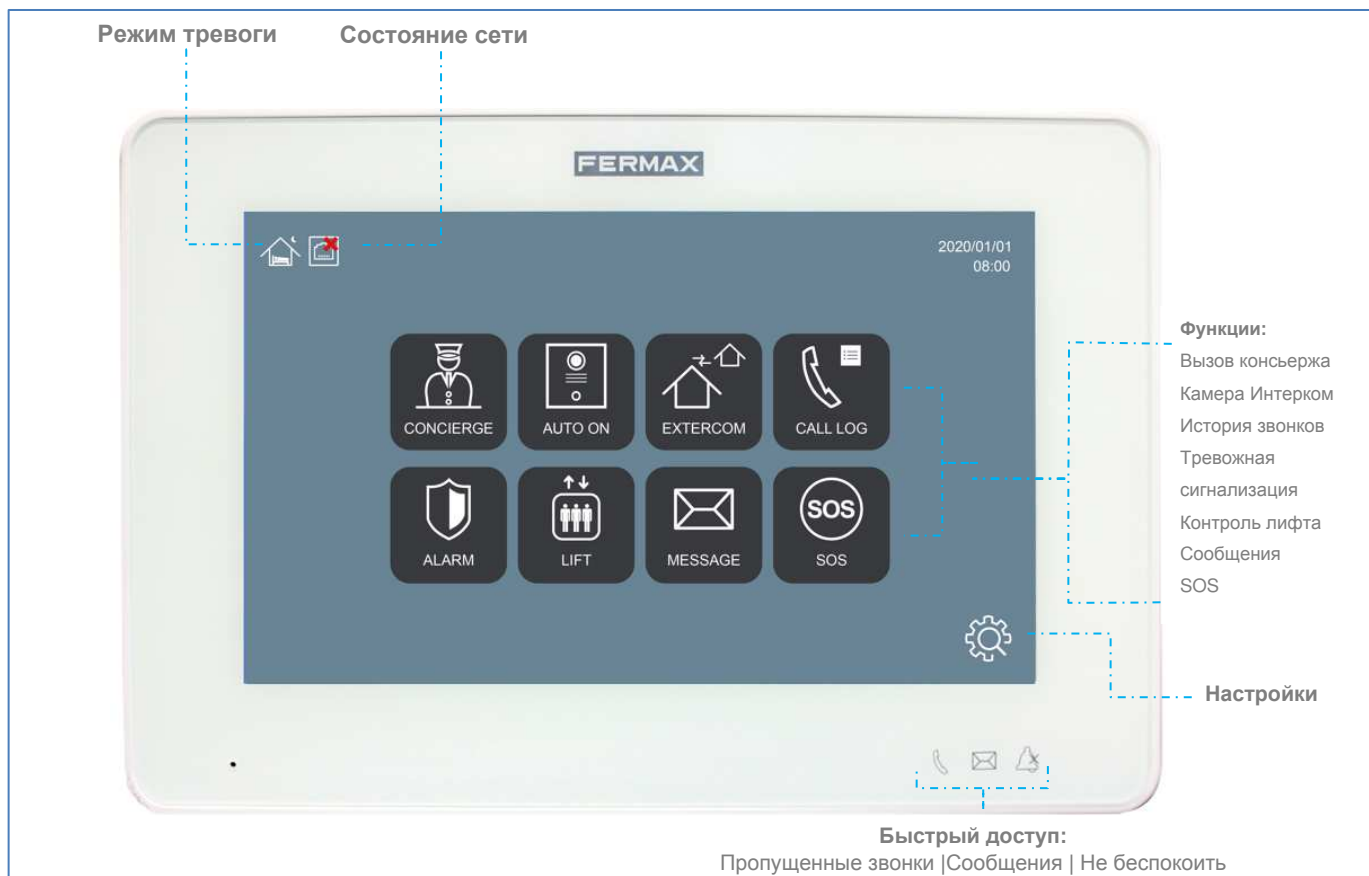 Режим тревоги
Состояние сети
FERMAX
2020/01/01
08:00
CONCIERGE
AUTO ON
EXTERCOM
CALL LOG
ALARM
LIFT
MESSAGE
SOS
SOS
Функции:
Вызов консьержа
Камера Интерком
История звонков
Тревожная
сигнализация
Контроль лифта
Сообщения
SOS
Настройки
Быстрый доступ:
Пропущенные звонки |Сообщения | Не беспокоить